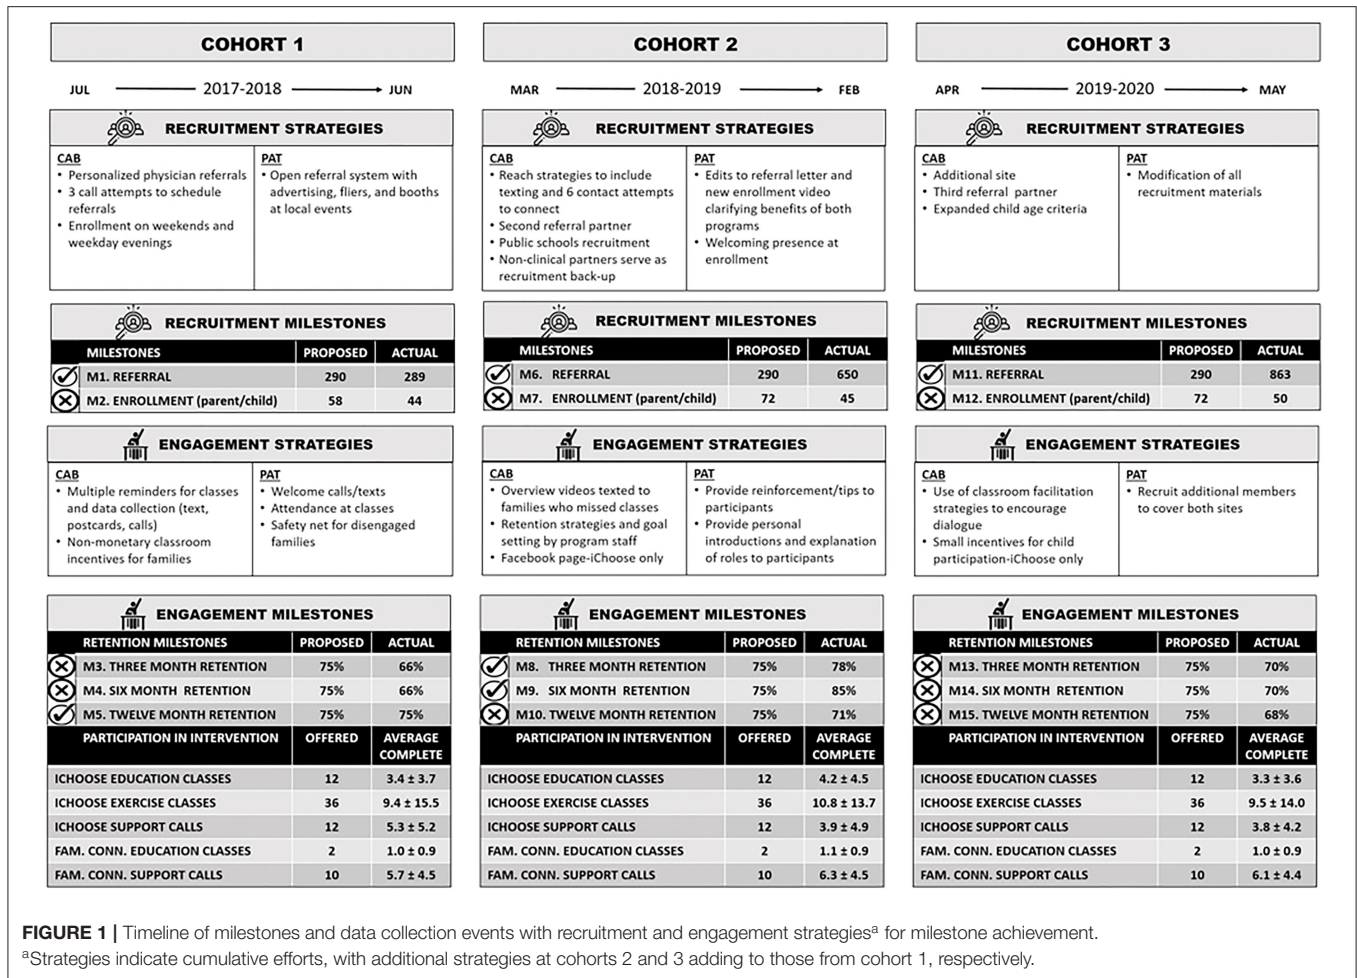 COHORT 1
JUL 2017-2018 JUN
RECRUITMENT STRATEGIES
CAB
• Personalized physician referrals
• 3 call attempts to schedule
referrals
• Enrollment on weekends and
weekday evenings
PAT
• Open referral system with
advertising, fliers, and booths
at local events
RECRUITMENT MILESTONES
MILESTONES PROPOSED ACTUAL
M1. REFERRAL 290 289
M2. ENROLLMENT (parent/child) 58 44
ENGAGEMENT STRATEGIES
CAB
• Multiple reminders for classes
and data collection (text,
postcards, calls)
• Non-monetary classroom
incentives for families
PAT
• Welcome calls/texts
• Attendance at classes
• Safety net for disengaged
families
ENGAGEMENT MILESTONES
RETENTION MILESTONES PROPOSED ACTUAL
M3. THREE MONTH RETENTION 75% 66%
M4. SIX MONTH RETENTION 75% 66%
M5. TWELVE MONTH RETENTION 75% 75%
PARTICIPATION IN INTERVENTION OFFERED AVERAGE
COMPLETE
ICHOOSE EDUCATION CLASSES 12 3.4 ± 3.7
ICHOOSE EXERCISE CLASSES 36 9.4 ± 15.5
ICHOOSE SUPPORT CALLS 12 5.3 ± 5.2
FAM. CONN. EDUCATION CLASSES 2 1.0 ± 0.9
FAM. CONN. SUPPORT CALLS 10 5.7 ± 4.5
COHORT 2
MAR 2018-2019 FEB
RECRUITMENT STRATEGIES
CAB
• Reach strategies to include
texting and 6 contact attempts
to connect
• Second referral partner
• Public schools recruitment
• Non-clinical partners serve as
recruitment back-up
PAT
• Edits to referral letter and
new enrollment video
clarifying benefits of both
programs
• Welcoming presence at
enrollment
RECRUITMENT MILESTONES
MILESTONES PROPOSED ACTUAL
M6. REFERRAL 290 650
M7. ENROLLMENT (parent/child) 72 45
ENGAGEMENT STRATEGIES
CAB
• Overview videos texted to
families who missed classes
• Retention strategies and goal
setting by program staff
• Facebook page-iChoose only
PAT
• Provide reinforcement/tips to
participants
• Provide personal
introductions and explanation
of roles to participants
ENGAGEMENT MILESTONES
RETENTION MILESTONES PROPOSED ACTUAL
M8. THREE MONTH RETENTION 75% 78%
M9. SIX MONTH RETENTION 75% 85%
M10. TWELVE MONTH RETENTION 75% 71%
PARTICIPATION IN INTERVENTION OFFERED AVERAGE
COMPLETE
ICHOOSE EDUCATION CLASSES 12 4.2 ± 4.5
ICHOOSE EXERCISE CLASSES 36 10.8 ± 13.7
ICHOOSE SUPPORT CALLS 12 3.9 ± 4.9
FAM. CONN. EDUCATION CLASSES 2 1.1 ± 0.9
FAM. CONN. SUPPORT CALLS 10 6.3 ± 4.5
COHORT 3
APR 2019-2020 MAY
RECRUITMENT STRATEGIES
CAB
• Additional site
• Third referral partner
• Expanded child age criteria
PAT
• Modification of all
recruitment materials
RECRUITMENT MILESTONES
MILESTONES PROPOSED ACTUAL
M11. REFERRAL 290 863
M12. ENROLLMENT (parent/child) 72 50
ENGAGEMENT STRATEGIES
CAB
• Use of classroom facilitation
strategies to encourage
dialogue
• Small incentives for child
participation-iChoose only
PAT
• Recruit additional members
to cover both sites
ENGAGEMENT MILESTONES
RETENTION MILESTONES PROPOSED ACTUAL
M13. THREE MONTH RETENTION 75% 70%
M14. SIX MONTH RETENTION 75% 70%
M15. TWELVE MONTH RETENTION 75% 68%
PARTICIPATION IN INTERVENTION OFFERED AVERAGE
COMPLETE
ICHOOSE EDUCATION CLASSES 12 3.3 ± 3.6
ICHOOSE EXERCISE CLASSES 36 9.5 ± 14.0
ICHOOSE SUPPORT CALLS 12 3.8 ± 4.2
FAM. CONN. EDUCATION CLASSES 2 1.0 ± 0.9
FAM. CONN. SUPPORT CALLS 10 6.1 ± 4.4
FIGURE 1 | Timeline of milestones and data collection events with recruitment and engagement strategiesᵃ for milestone achievement.
ᵃStrategies indicate cumulative efforts, with additional strategies at cohorts 2 and 3 adding to those from cohort 1, respectively.